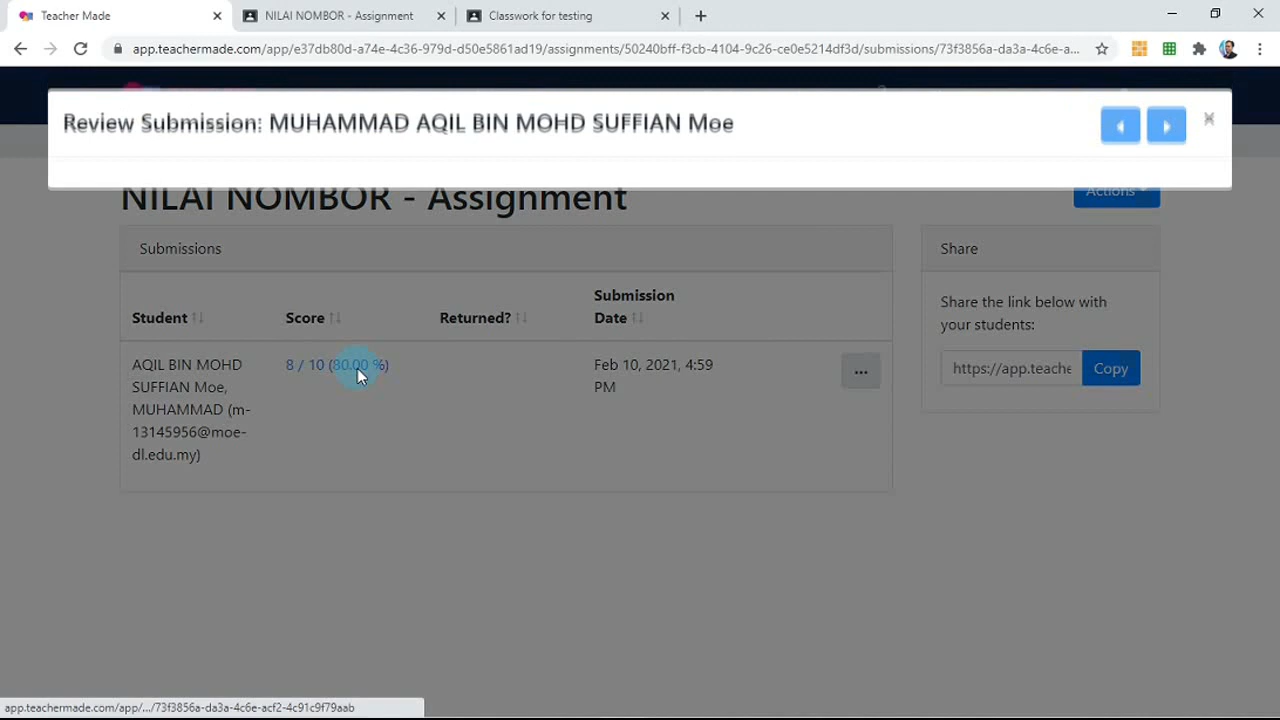 Teacher Made
NILAI NOMBOR - Assignment
Classwork for testing
app.teachermade.com/app/e37db80d-a74e-4c36-979d-d50e5861ad19/assignments/50240bff-f3cb-4104-9c26-ce0e5214df3d/submissions/73f3856a-da3a-4c6e-a...
Review Submission: MUHAMMAD AQIL BIN MOHD SUFFIAN Moe
NILAI NOMBOR - Assignment
Actions
Submissions
Share
Student
Score
Returned?
Submission
Date
Share the link below with
your students:
AQIL BIN MOHD
SUFFIAN Moe,
MUHAMMAD (m-
13145956@moe-
dl.edu.my)
8 / 10 (80.00 %)
Feb 10, 2021, 4:59
PM
...
https://app.teache
Copy
app.teachermade.com/app/.../73f3856a-da3a-4c6e-acf2-4c91c9f79aab